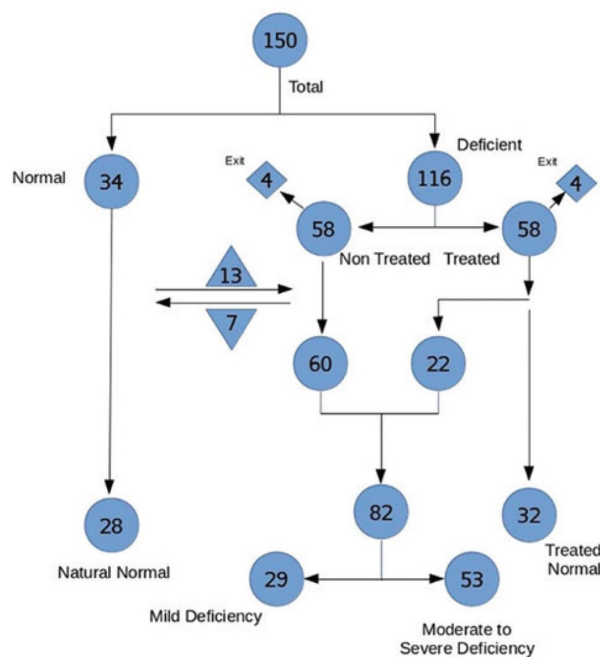 150
Total
Normal
34
Exit
4
Deficient
116
Exit
4
58
Non Treated
Treated
58
13
7
60
22
28
Natural Normal
82
32
Treated
Normal
29
Mild Deficiency
53
Moderate to
Severe Deficiency